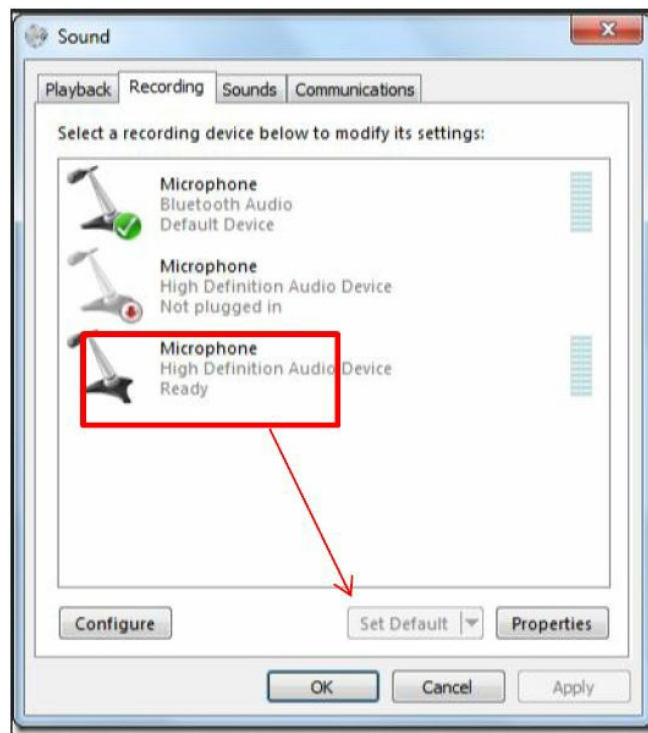 Sound
Playback Recording Sounds Communications
Select a recording device below to modify its settings:
Microphone
Bluetooth Audio
Default Device
Microphone
High Definition Audio Device
Not plugged in
Microphone
High Definition Audio Device
Ready
Configure Set Default Properties
OK Cancel Apply